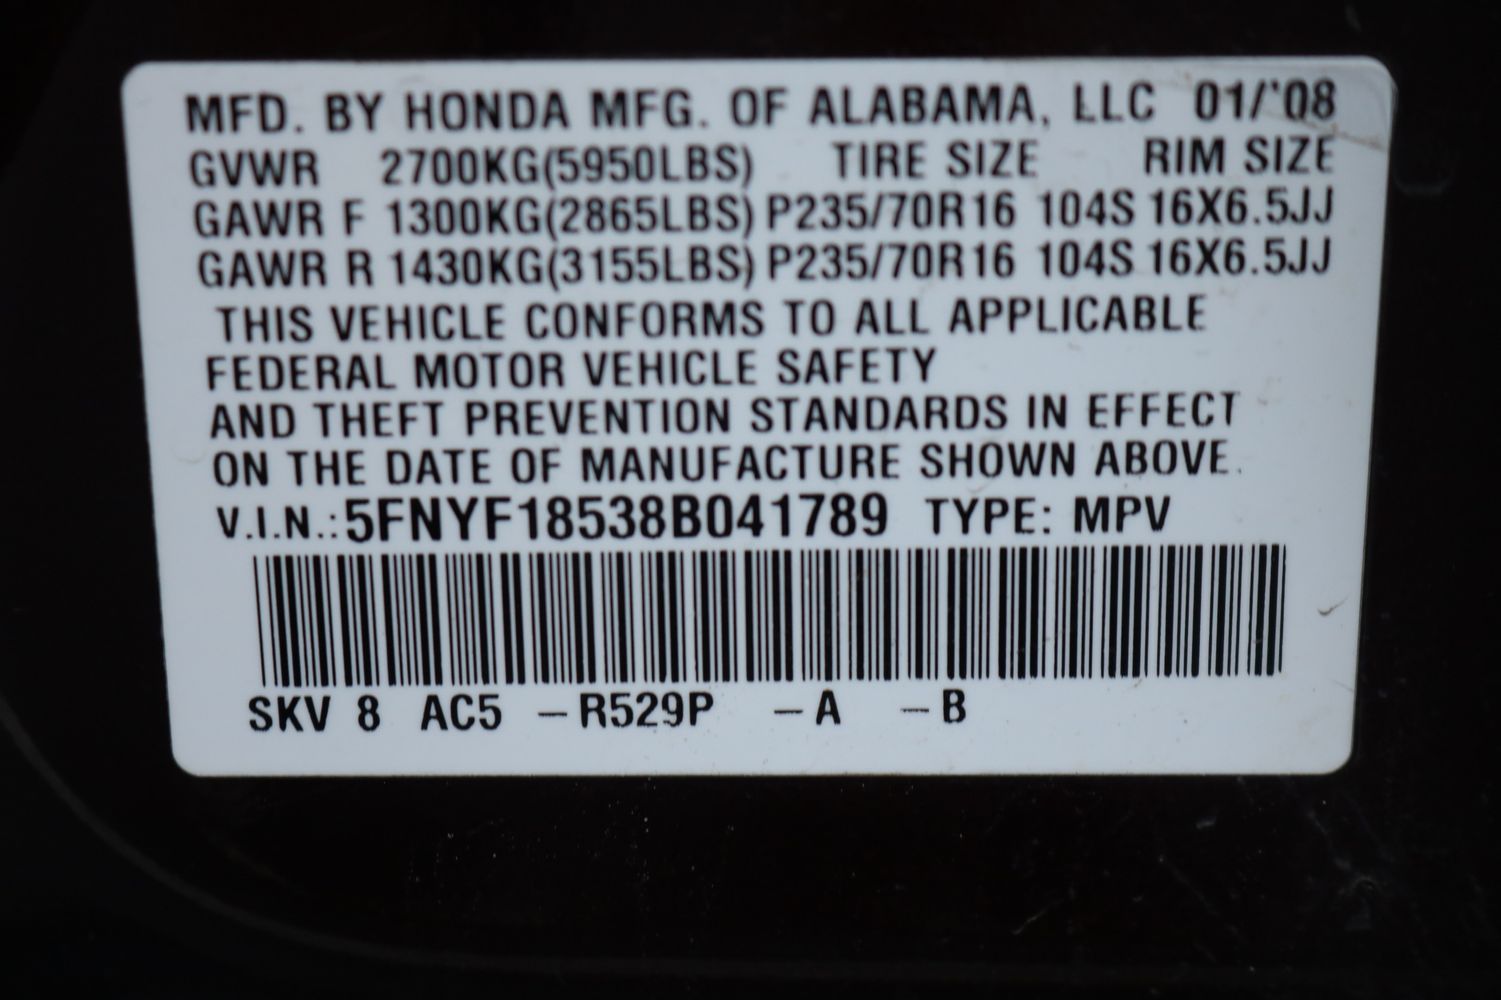 MFD. BY HONDA MFG. OF ALABAMA, LLC 01/'08
GVWR 2700KG(5950LBS) TIRE SIZE RIM SIZE
GAWR F 1300KG(2865LBS) P235/70R16 104S 16X6.5JJ
GAWR R 1430KG(3155LBS) P235/70R16 104S 16X6.5JJ
THIS VEHICLE CONFORMS TO ALL APPLICABLE
FEDERAL MOTOR VEHICLE SAFETY
AND THEFT PREVENTION STANDARDS IN EFFECT
ON THE DATE OF MANUFACTURE SHOWN ABOVE.
V.I.N.:5FNYF18538B041789 TYPE: MPV
SKV 8 AC5 -R529P -A -B